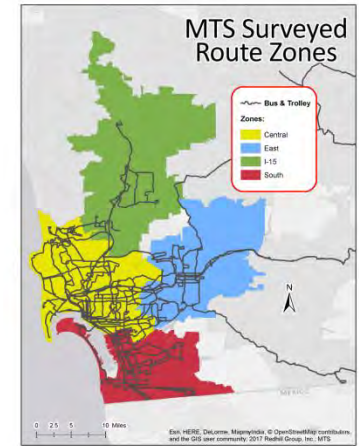 MTS Surveyed
Route Zones
Bus & Trolley
Zones:
Central
East
I-15
South
N
MEXICO
0 2.5 5 10 Miles
Esri, HERE, DeLorme, MapmyIndia, © OpenStreetMap contributors,
and the GIS user community; 2017 Redhill Group, Inc.; MTS